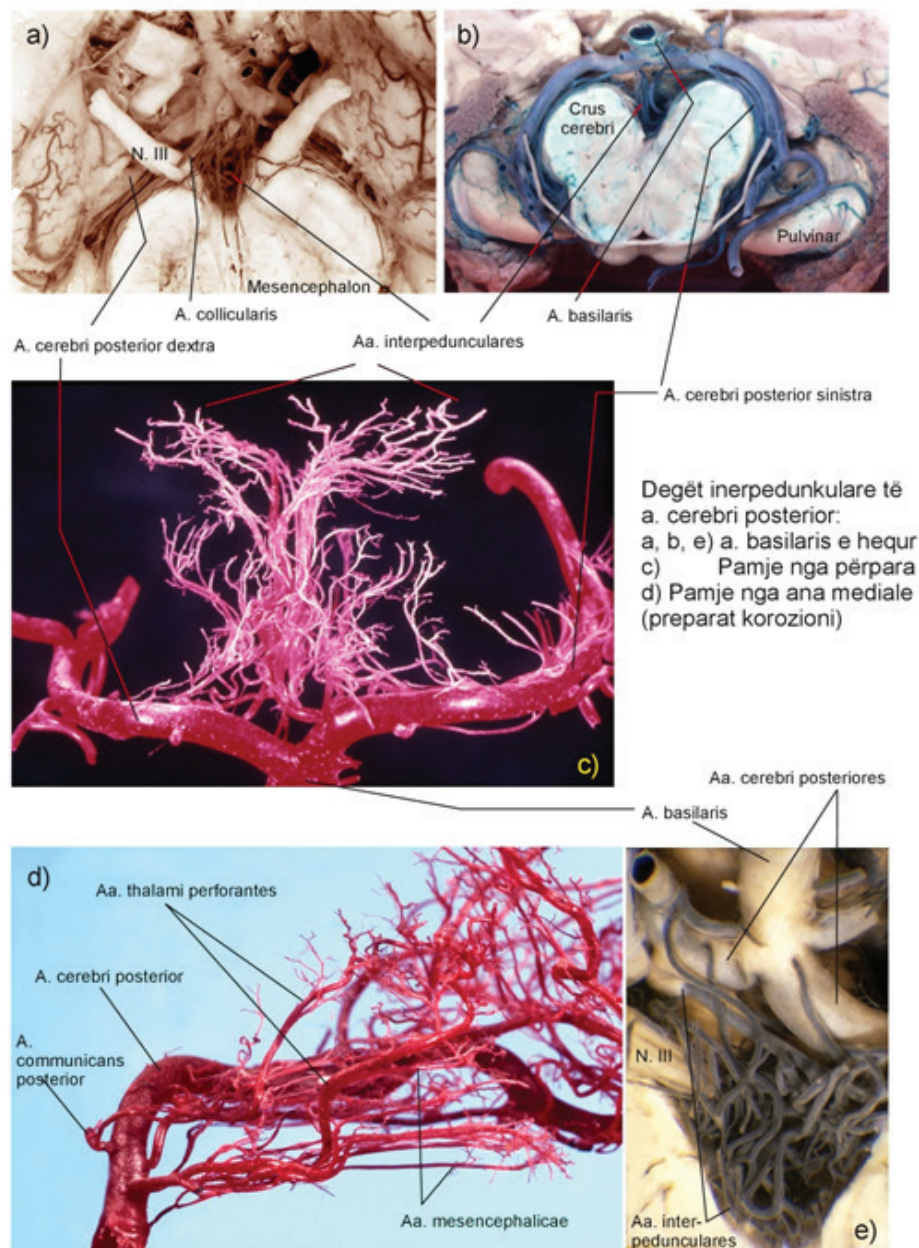 a)
N. III
Mesencephalon
A. collicularis
A. cerebri posterior dextra
b)
Crus
cerebri
Pulvinar
A. basilaris
Aa. interpedunculares
A. cerebri posterior sinistra
c)
Degët inerpedunkulare të
a. cerebri posterior:
a, b, e) a. basilaris e hequr
c) Pamje nga përpara
d) Pamje nga ana mediale
(preparat korozioni)
Aa. cerebri posteriores
A. basilaris
d)
Aa. thalami perforantes
A. cerebri posterior
A.
communicans
posterior
Aa. mesencephalicae
N. III
Aa. inter-
pedunculares
e)